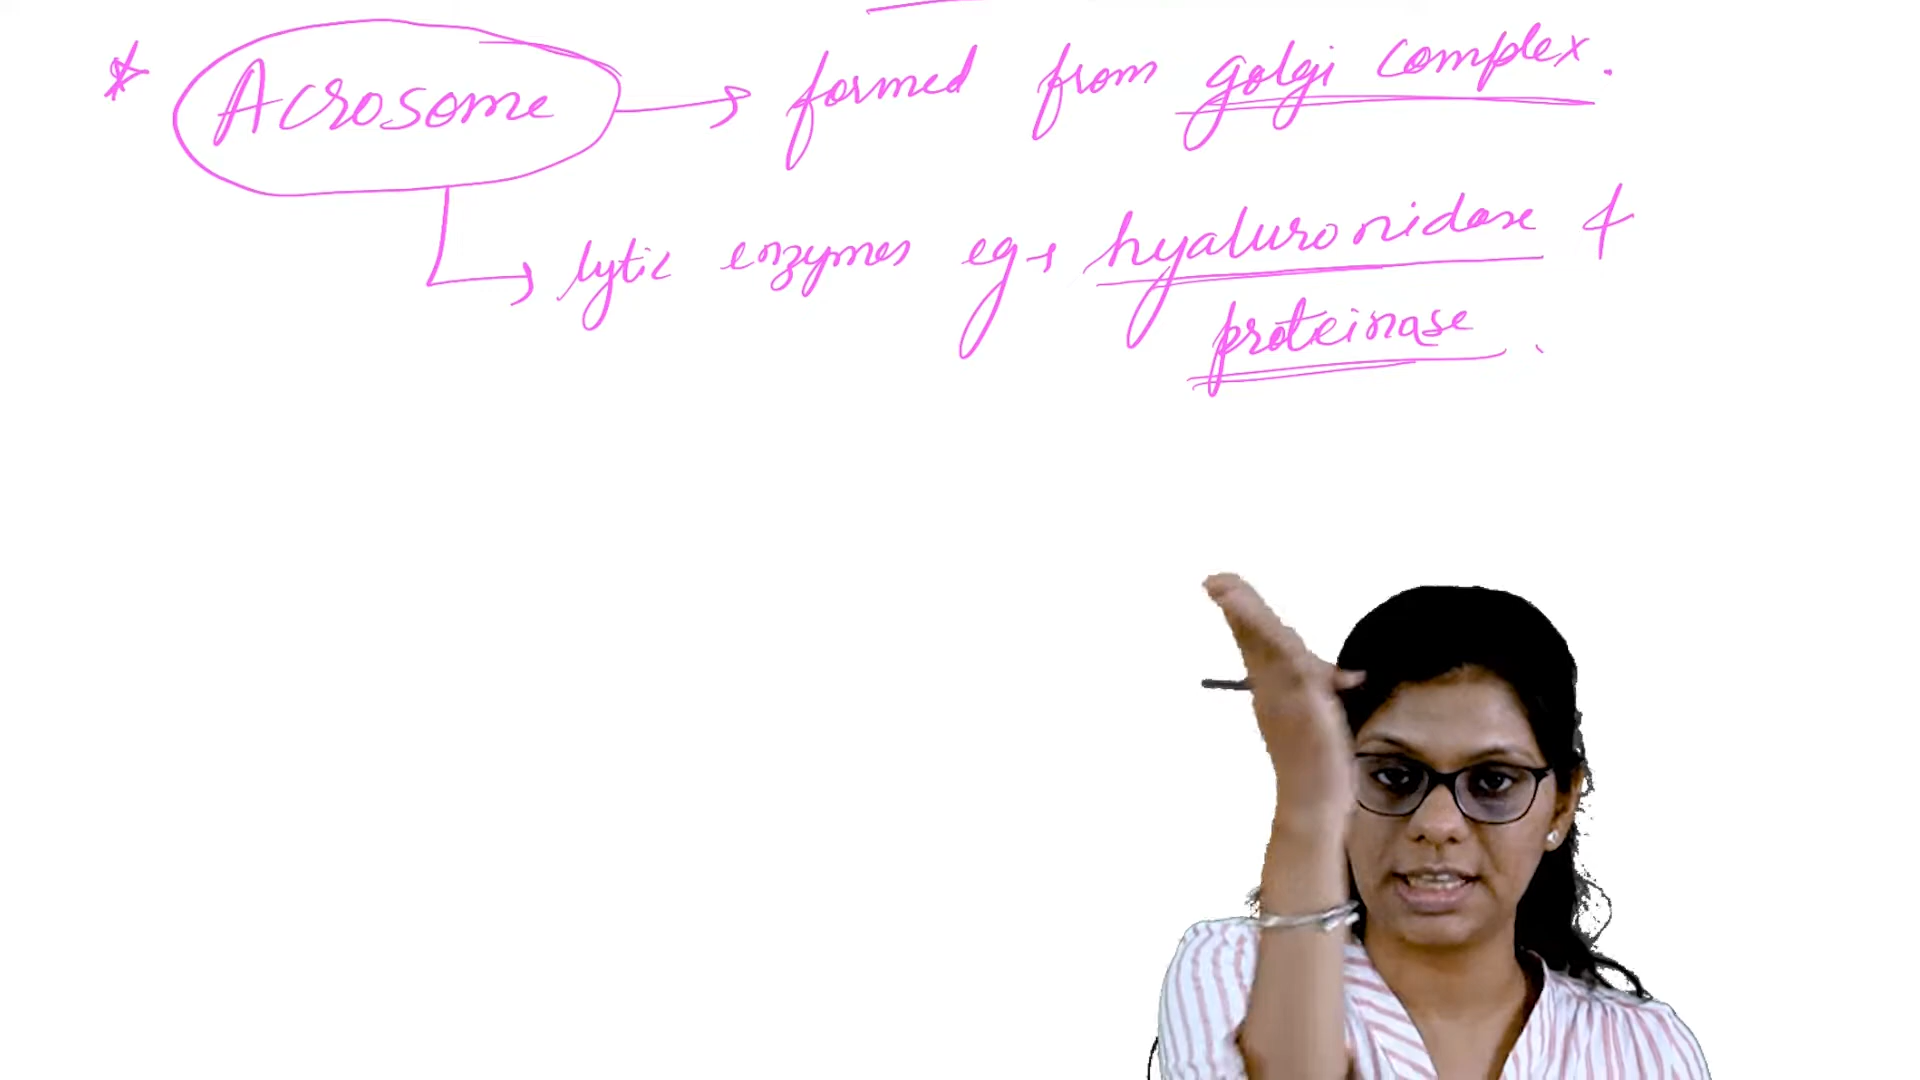 * Acrosome → formed from golgi complex.
→ lytic enzymes eg → hyaluronidase &
proteinase.